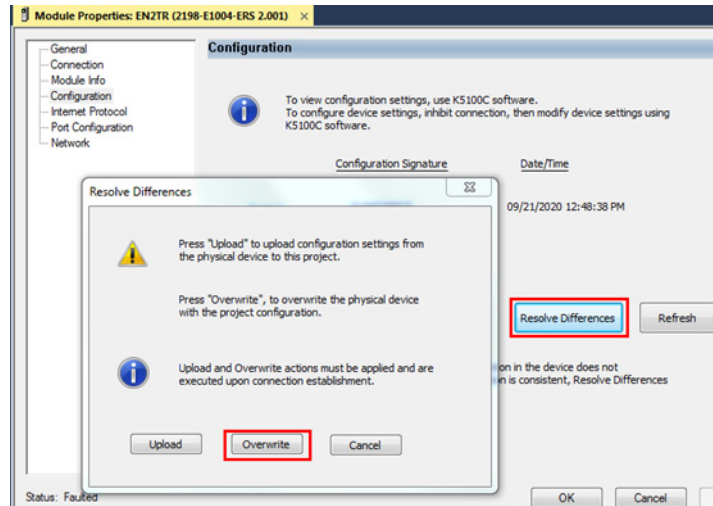 Module Properties: EN2TR (2198-E1004-ERS 2.001) ×
General
Connection
Module Info
Configuration
Internet Protocol
Port Configuration
Network
Configuration
To view configuration settings, use K5100C software.
To configure device settings, inhibit connection, then modify device settings using
K5100C software.
Configuration Signature Date/Time
09/21/2020 12:48:38 PM
Resolve Differences
Press "Upload" to upload configuration settings from
the physical device to this project.
Press "Overwrite", to overwrite the physical device
with the project configuration.
Upload and Overwrite actions must be applied and are
executed upon connection establishment.
Upload Overwrite Cancel
Resolve Differences Refresh
on in the device does not
n is consistent, Resolve Differences
Status: Faulted
OK Cancel